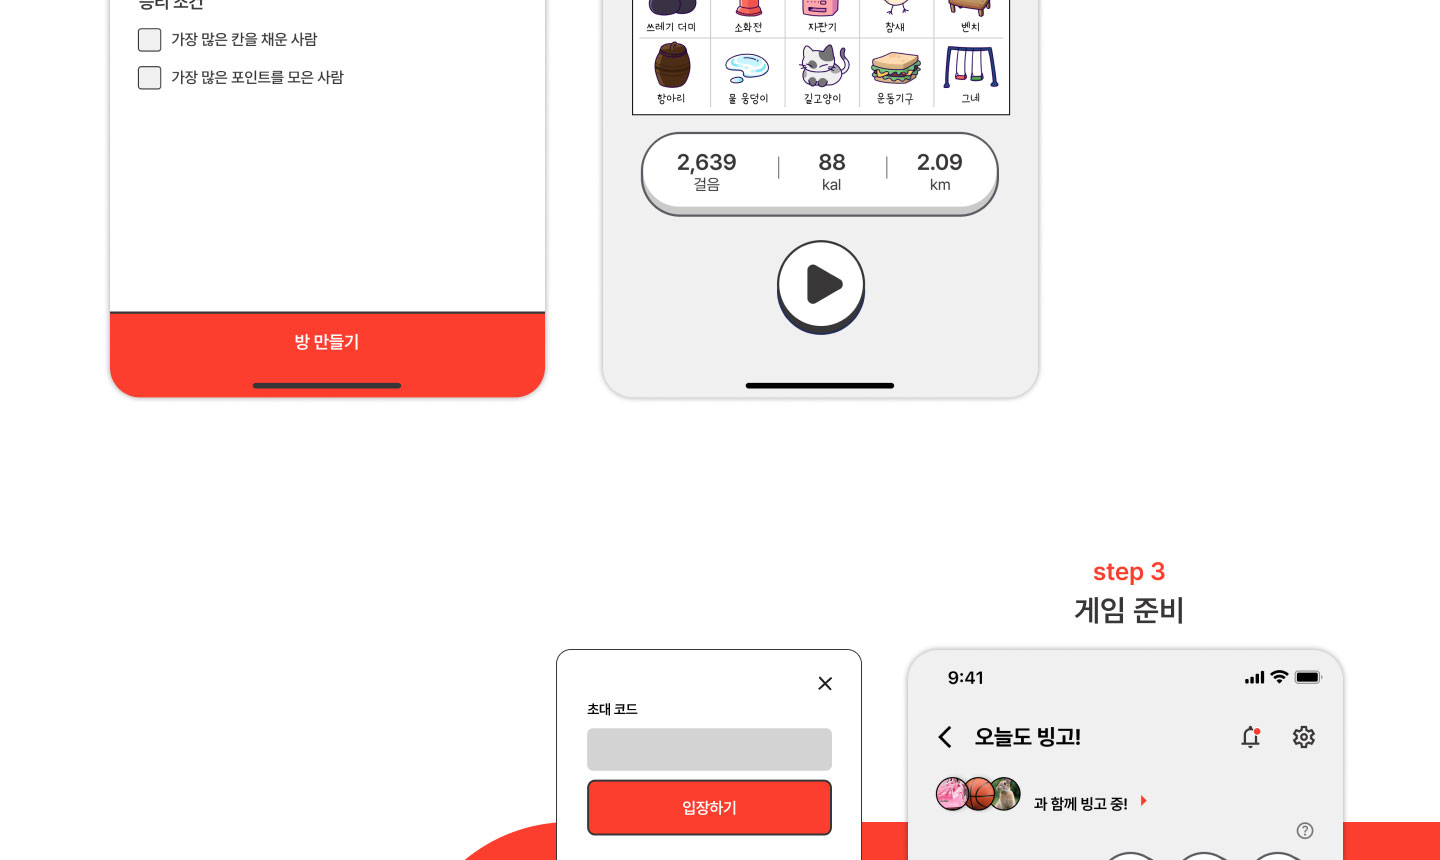 승리 조건
가장 많은 칸을 채운 사람
가장 많은 포인트를 모은 사람
방 만들기
쓰레기 더미
소화전
자판기
참새
벤치
항아리
물 웅덩이
길고양이
운동기구
그네
2,639
걸음
88
kal
2.09
km
step 3
게임 준비
초대 코드
입장하기
9:41
오늘도 빙고!
과 함께 빙고 중!